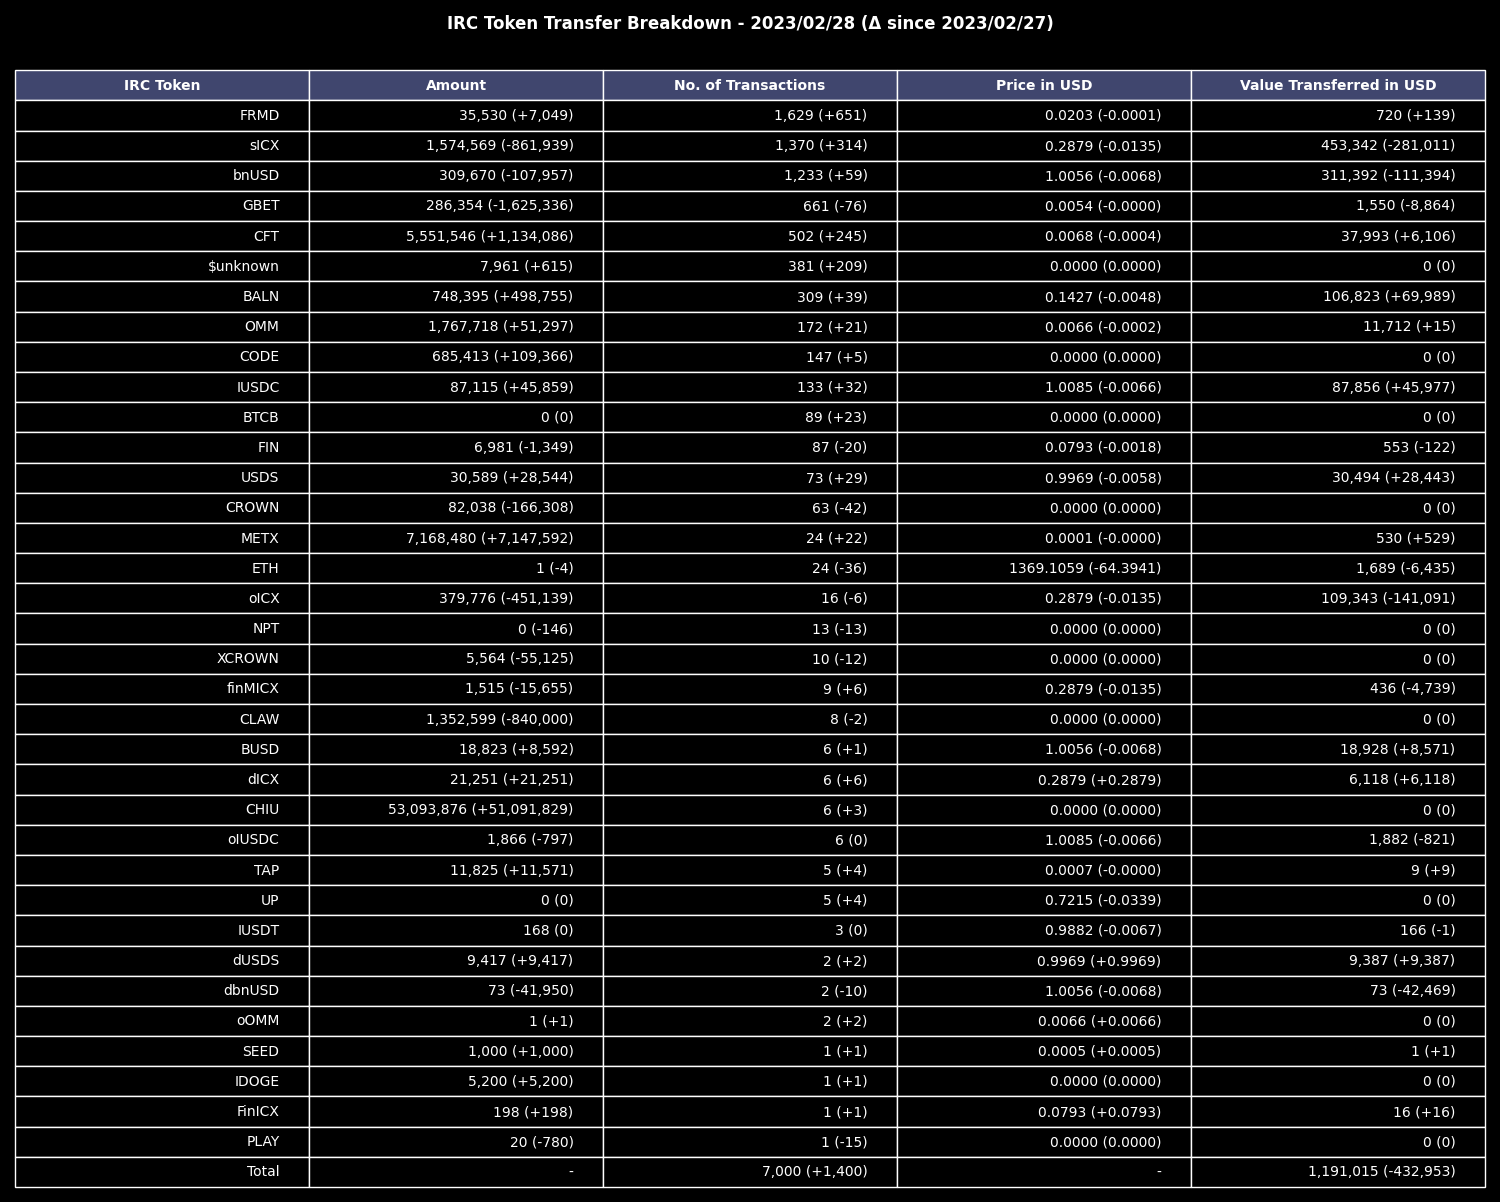 IRC Token Transfer Breakdown - 2023/02/28 (Δ since 2023/02/27)
IRC Token Amount No. of Transactions Price in USD Value Transferred in USD
FRMD 35,530 (+7,049) 1,629 (+651) 0.0203 (-0.0001) 720 (+139)
sICX 1,574,569 (-861,939) 1,370 (+314) 0.2879 (-0.0135) 453,342 (-281,011)
bnUSD 309,670 (-107,957) 1,233 (+59) 1.0056 (-0.0068) 311,392 (-111,394)
GBET 286,354 (-1,625,336) 661 (-76) 0.0054 (-0.0000) 1,550 (-8,864)
CFT 5,551,546 (+1,134,086) 502 (+245) 0.0068 (-0.0004) 37,993 (+6,106)
$unknown 7,961 (+615) 381 (+209) 0.0000 (0.0000) 0 (0)
BALN 748,395 (+498,755) 309 (+39) 0.1427 (-0.0048) 106,823 (+69,989)
OMM 1,767,718 (+51,297) 172 (+21) 0.0066 (-0.0002) 11,712 (+15)
CODE 685,413 (+109,366) 147 (+5) 0.0000 (0.0000) 0 (0)
IUSDC 87,115 (+45,859) 133 (+32) 1.0085 (-0.0066) 87,856 (+45,977)
BTCB 0 (0) 89 (+23) 0.0000 (0.0000) 0 (0)
FIN 6,981 (-1,349) 87 (-20) 0.0793 (-0.0018) 553 (-122)
USDS 30,589 (+28,544) 73 (+29) 0.9969 (-0.0058) 30,494 (+28,443)
CROWN 82,038 (-166,308) 63 (-42) 0.0000 (0.0000) 0 (0)
METX 7,168,480 (+7,147,592) 24 (+22) 0.0001 (-0.0000) 530 (+529)
ETH 1 (-4) 24 (-36) 1369.1059 (-64.3941) 1,689 (-6,435)
oICX 379,776 (-451,139) 16 (-6) 0.2879 (-0.0135) 109,343 (-141,091)
NPT 0 (-146) 13 (-13) 0.0000 (0.0000) 0 (0)
XCROWN 5,564 (-55,125) 10 (-12) 0.0000 (0.0000) 0 (0)
finMICX 1,515 (-15,655) 9 (+6) 0.2879 (-0.0135) 436 (-4,739)
CLAW 1,352,599 (-840,000) 8 (-2) 0.0000 (0.0000) 0 (0)
BUSD 18,823 (+8,592) 6 (+1) 1.0056 (-0.0068) 18,928 (+8,571)
dICX 21,251 (+21,251) 6 (+6) 0.2879 (+0.2879) 6,118 (+6,118)
CHIU 53,093,876 (+51,091,829) 6 (+3) 0.0000 (0.0000) 0 (0)
oIUSDC 1,866 (-797) 6 (0) 1.0085 (-0.0066) 1,882 (-821)
TAP 11,825 (+11,571) 5 (+4) 0.0007 (-0.0000) 9 (+9)
UP 0 (0) 5 (+4) 0.7215 (-0.0339) 0 (0)
IUSDT 168 (0) 3 (0) 0.9882 (-0.0067) 166 (-1)
dUSDS 9,417 (+9,417) 2 (+2) 0.9969 (+0.9969) 9,387 (+9,387)
dbnUSD 73 (-41,950) 2 (-10) 1.0056 (-0.0068) 73 (-42,469)
oOMM 1 (+1) 2 (+2) 0.0066 (+0.0066) 0 (0)
SEED 1,000 (+1,000) 1 (+1) 0.0005 (+0.0005) 1 (+1)
IDOGE 5,200 (+5,200) 1 (+1) 0.0000 (0.0000) 0 (0)
FinICX 198 (+198) 1 (+1) 0.0793 (+0.0793) 16 (+16)
PLAY 20 (-780) 1 (-15) 0.0000 (0.0000) 0 (0)
Total - 7,000 (+1,400) - 1,191,015 (-432,953)